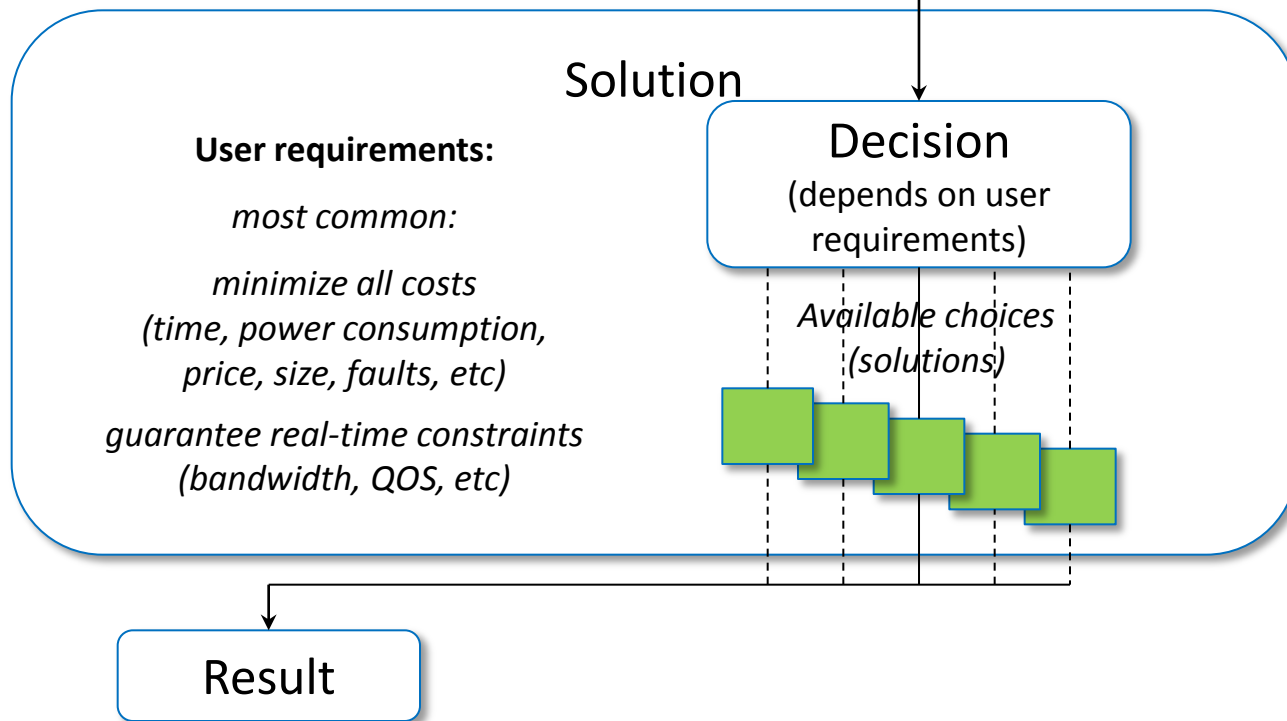 Solution
User requirements:
most common:
minimize all costs
(time, power consumption,
price, size, faults, etc)
guarantee real-time constraints
(bandwidth, QOS, etc)
Decision
(depends on user
requirements)
Available choices
(solutions)
Result